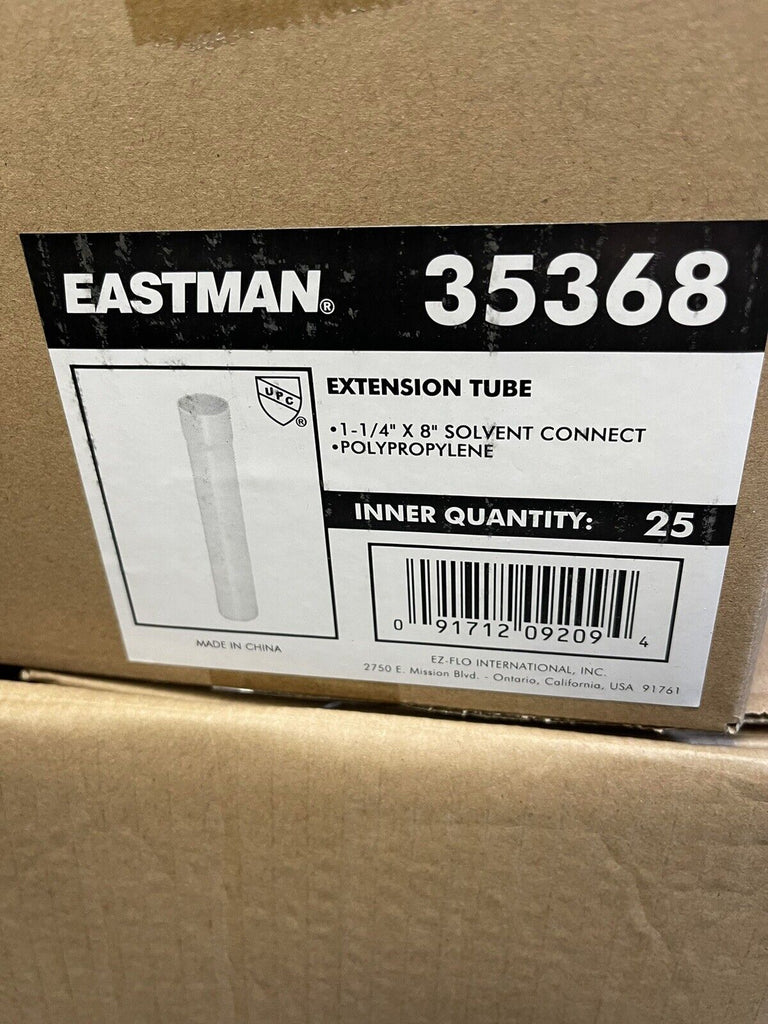 EASTMAN® 35368
UPC®
EXTENSION TUBE
•1-1/4" X 8" SOLVENT CONNECT
•POLYPROPYLENE
INNER QUANTITY: 25
0 91712 09209 4
MADE IN CHINA
EZ-FLO INTERNATIONAL, INC.
2750 E. Mission Blvd. - Ontario, California, USA 91761